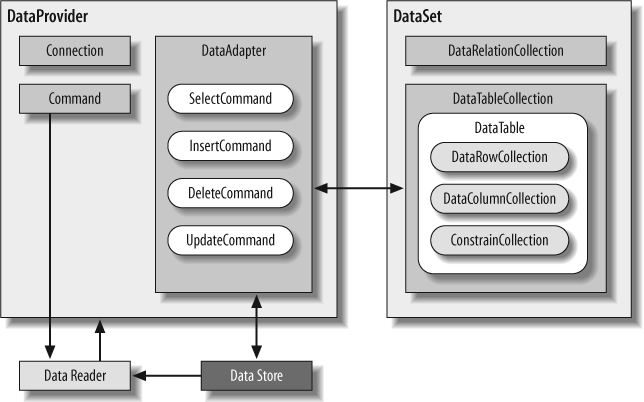 DataProvider
Connection
Command
DataAdapter
SelectCommand
InsertCommand
DeleteCommand
UpdateCommand
Data Reader
Data Store
DataSet
DataRelationCollection
DataTableCollection
DataTable
DataRowCollection
DataColumnCollection
ConstrainCollection